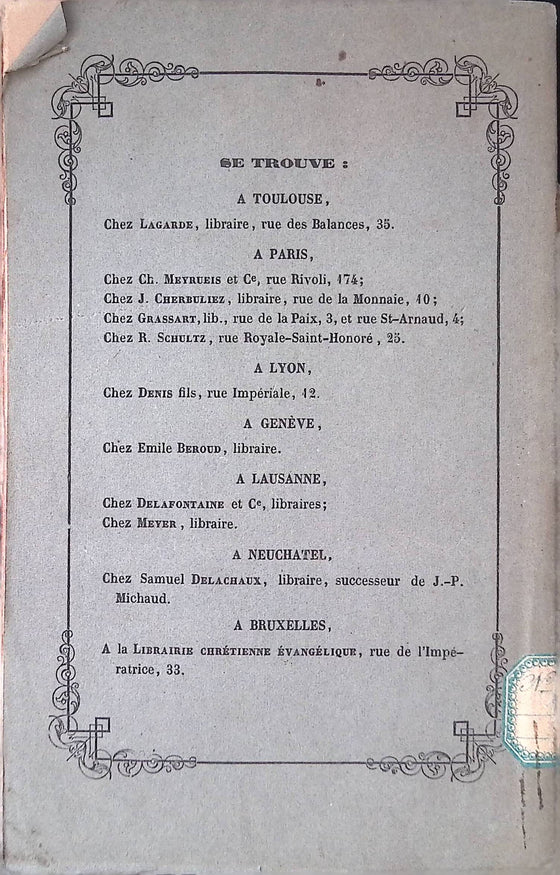 SE TROUVE :
A TOULOUSE,
Chez LAGARDE, libraire, rue des Balances, 35.
A PARIS,
Chez Ch. MEYRUEIS et Cᵉ, rue Rivoli, 174;
Chez J. CHERBULIEZ, libraire, rue de la Monnaie, 10;
Chez GRASSART, lib., rue de la Paix, 3, et rue St-Arnaud, 4;
Chez R. SCHULTZ, rue Royale-Saint-Honoré, 25.
A LYON,
Chez DENIS fils, rue Impériale, 12.
A GENÈVE,
Chez Emile BEROUD, libraire.
A LAUSANNE,
Chez DELAFONTAINE et Cᵉ, libraires;
Chez MEYER, libraire.
A NEUCHATEL,
Chez Samuel DELACHAUX, libraire, successeur de J.-P.
Michaud.
A BRUXELLES,
A la LIBRAIRIE CHRÉTIENNE ÉVANGÉLIQUE, rue de l'Impé-
ratrice, 33.